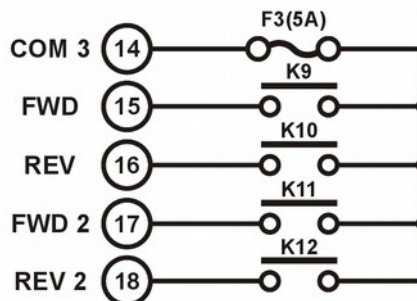 F3(5A)
COM 3 14
K9
FWD 15
K10
REV 16
K11
FWD 2 17
K12
REV 2 18